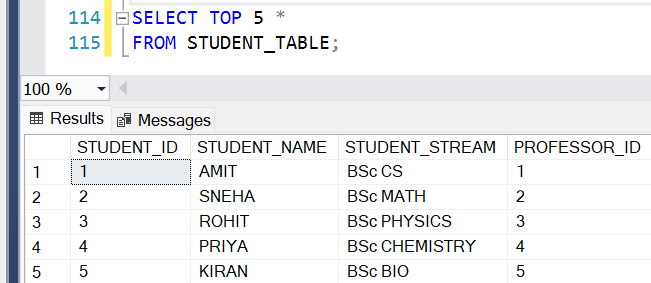 114 SELECT TOP 5 *
115 FROM STUDENT_TABLE;
100 %
Results Messages
STUDENT_ID STUDENT_NAME STUDENT_STREAM PROFESSOR_ID
1 1 AMIT BSc CS 1
2 2 SNEHA BSc MATH 2
3 3 ROHIT BSc PHYSICS 3
4 4 PRIYA BSc CHEMISTRY 4
5 5 KIRAN BSc BIO 5